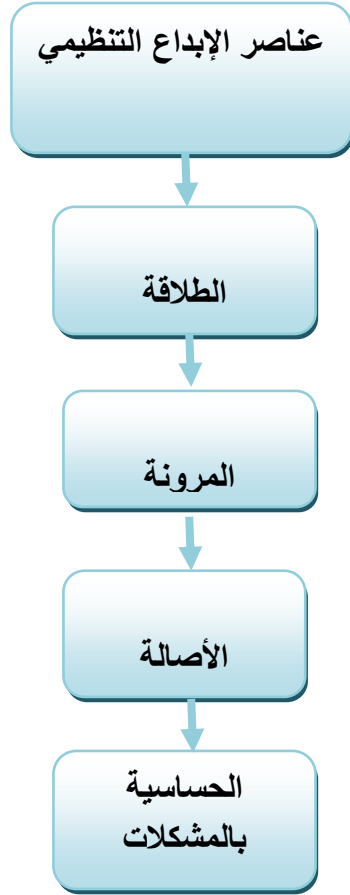 عناصر الإبداع التنظيمي
الطلاقة
المرونة
الأصالة
الحساسية
بالمشكلات